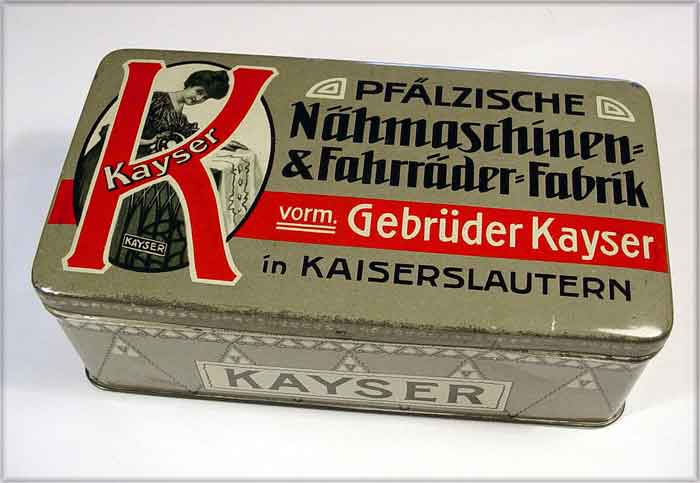 K
Kayser
KAYSER
PFÄLZISCHE
Nähmaschinen=
& Fahrräder=Fabrik
vorm. Gebrüder Kayser
in KAISERSLAUTERN
KAYSER